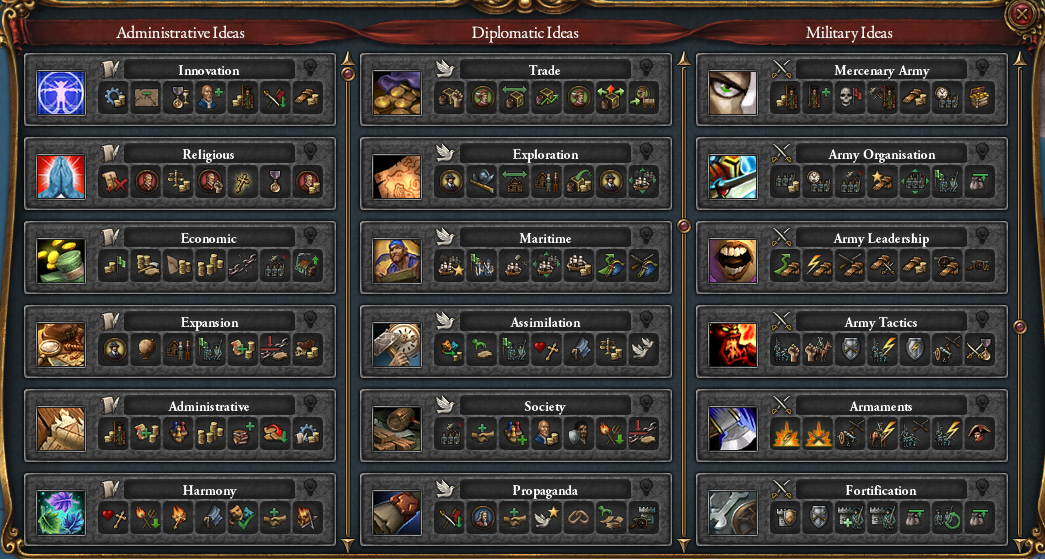 Administrative Ideas
Diplomatic Ideas
Military Ideas
Innovation
Trade
Mercenary Army
Religious
Exploration
Army Organisation
Economic
Maritime
Army Leadership
Expansion
Assimilation
Army Tactics
Administrative
Society
Armaments
Harmony
Propaganda
Fortification